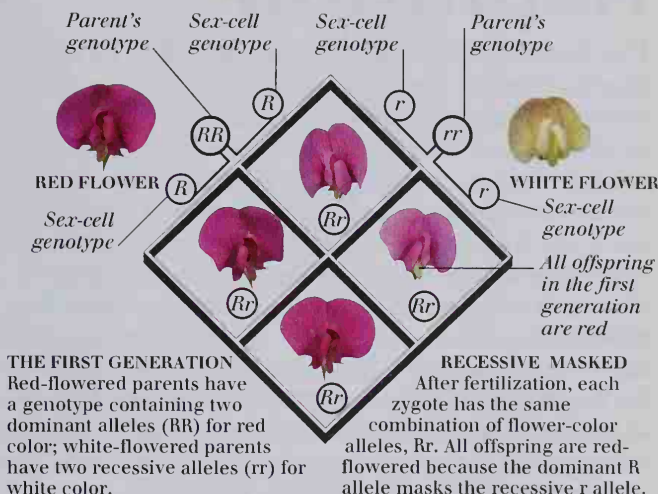 Parent's
genotype
Sex-cell
genotype
Sex-cell
genotype
Parent's
genotype
R
r
RR
rr
RED FLOWER
R
r
WHITE FLOWER
Sex-cell
genotype
Sex-cell
genotype
Rr
Rr
Rr
Rr
All offspring
in the first
generation
are red
THE FIRST GENERATION
Red-flowered parents have
a genotype containing two
dominant alleles (RR) for red
color; white-flowered parents
have two recessive alleles (rr) for
white color.
RECESSIVE MASKED
After fertilization, each
zygote has the same
combination of flower-color
alleles, Rr. All offspring are red-
flowered because the dominant R
allele masks the recessive r allele.